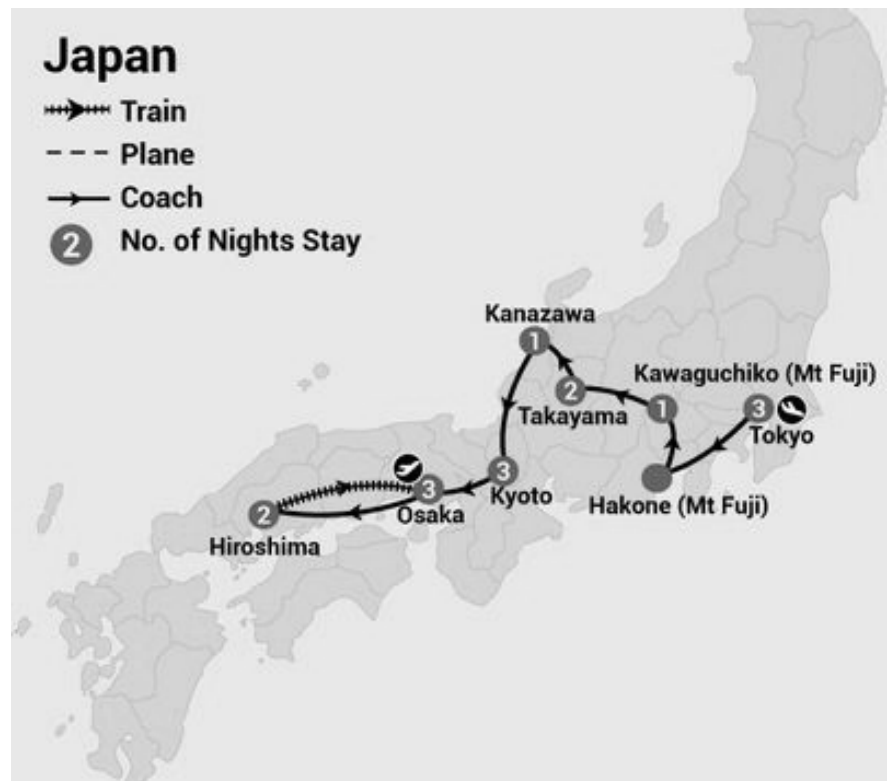 Japan
Train
Plane
Coach
2 No. of Nights Stay
Kanazawa
1
Kawaguchiko (Mt Fuji)
2
Takayama
1
3
Tokyo
3
Kyoto
Hakone (Mt Fuji)
3
Osaka
2
Hiroshima